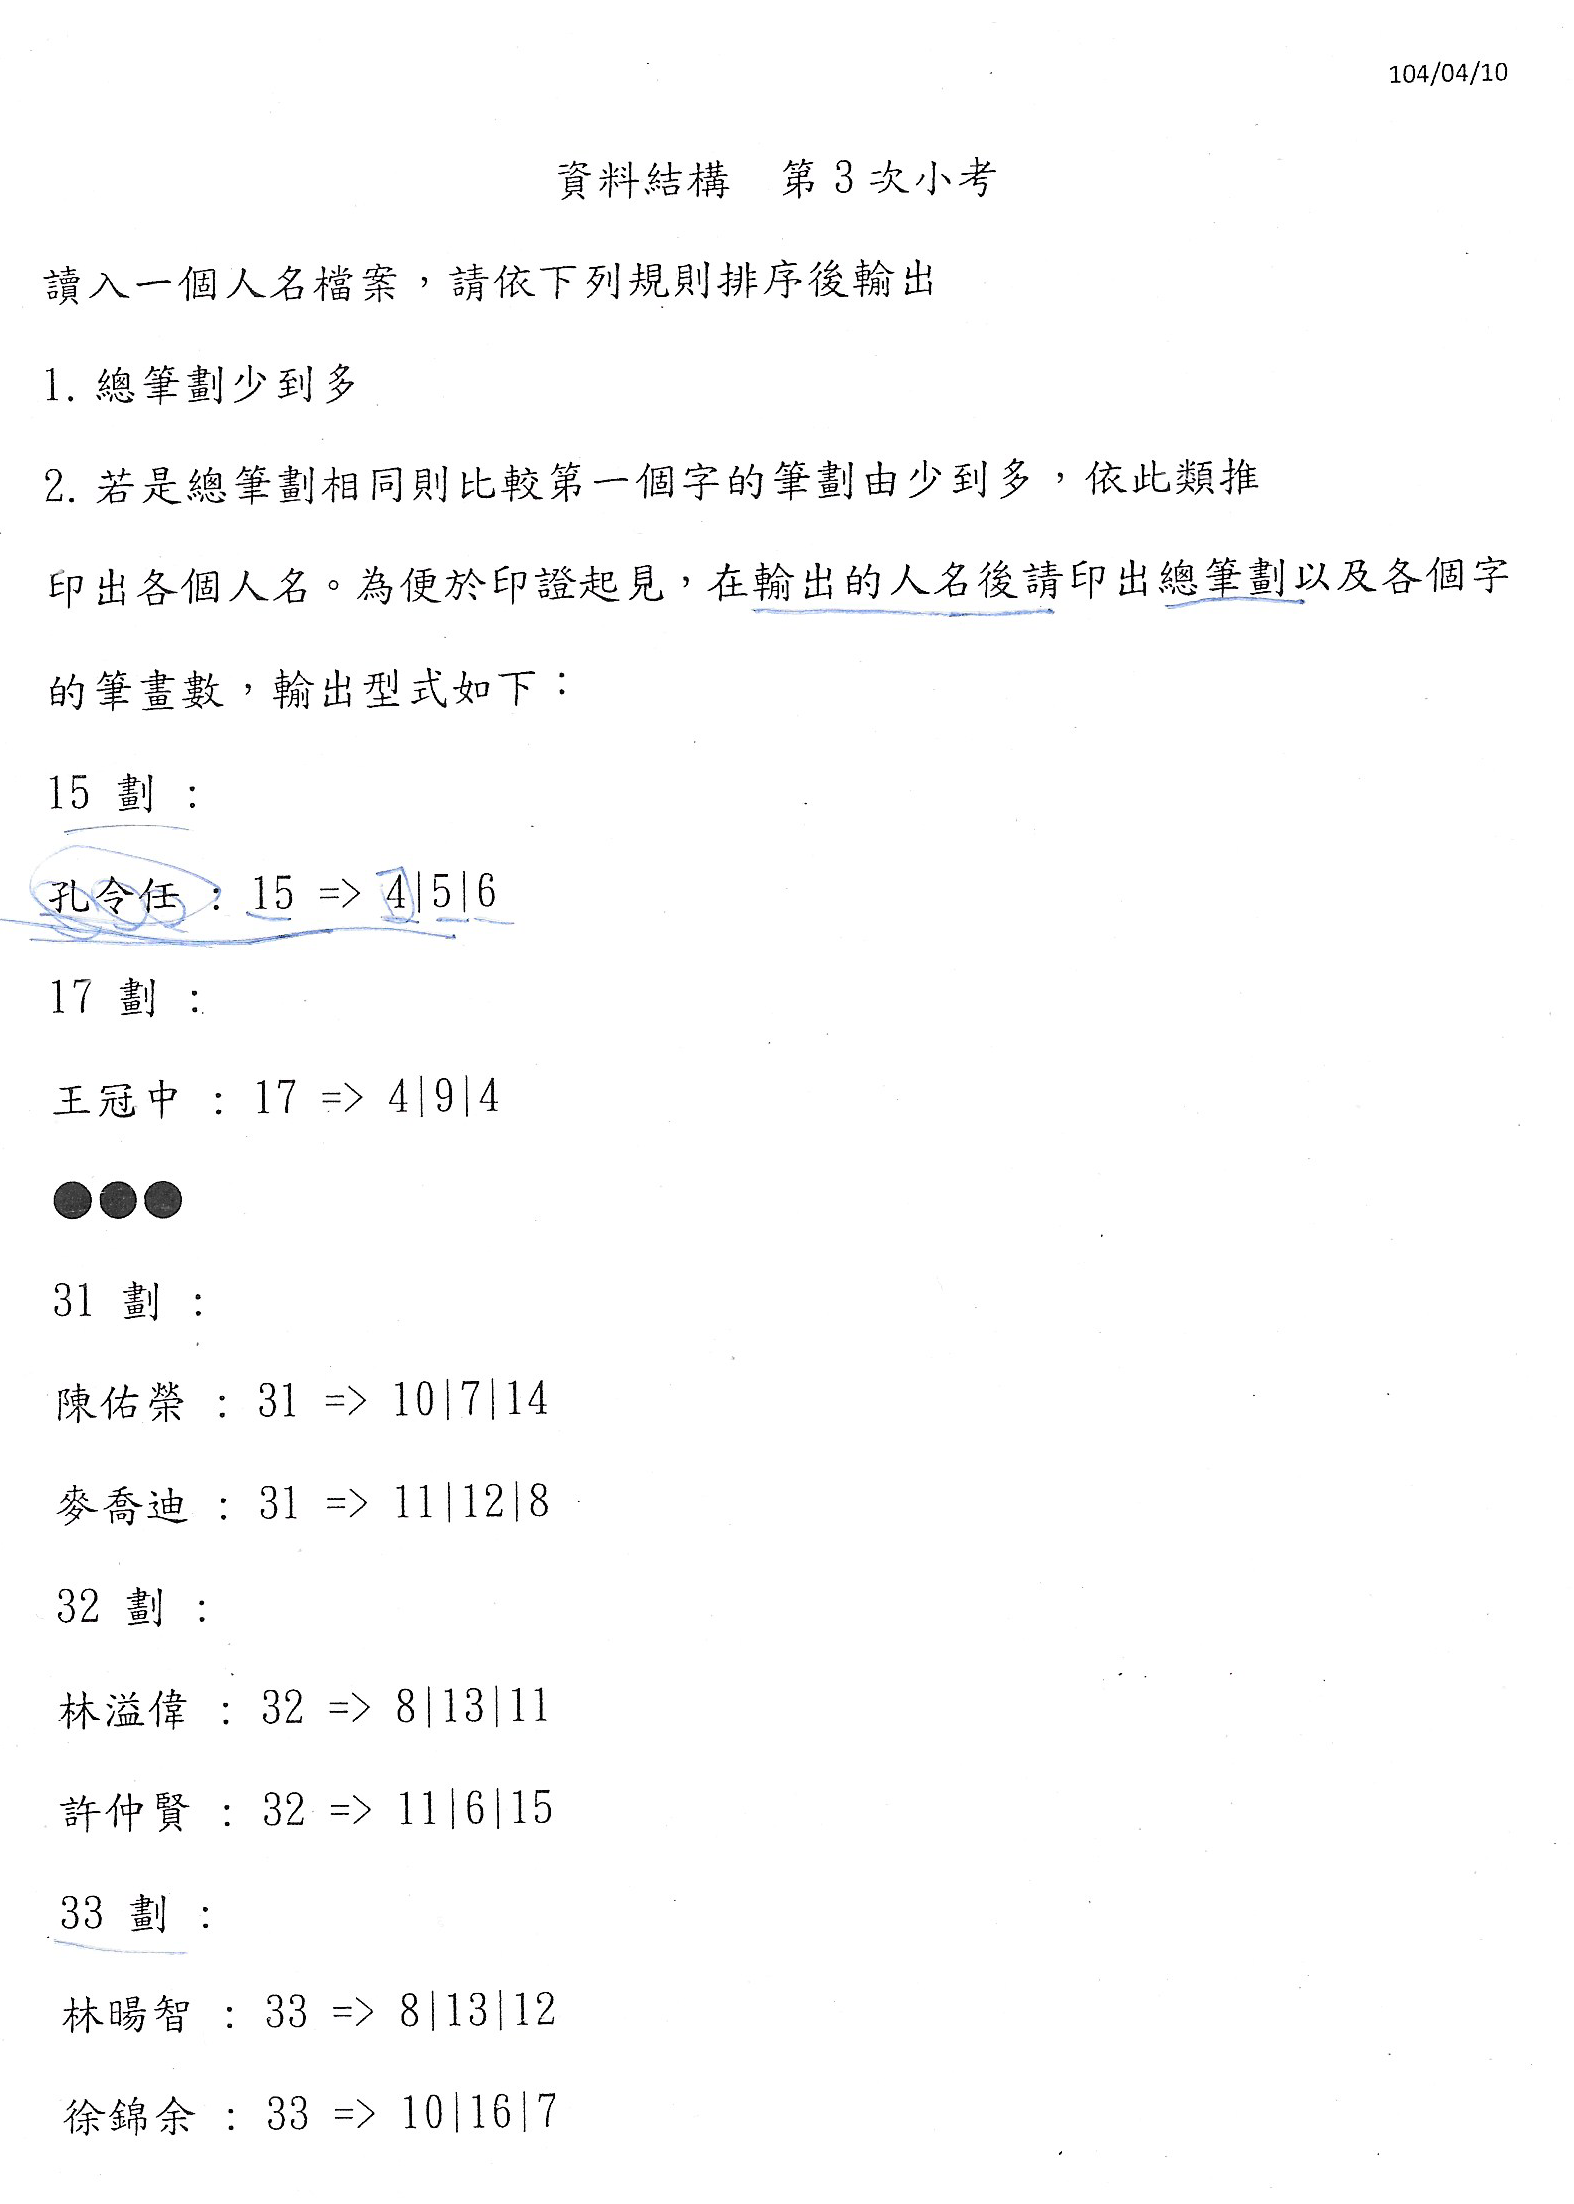 104/04/10
資料結構　第 3 次小考
讀入一個人名檔案，請依下列規則排序後輸出
1. 總筆劃少到多
2. 若是總筆劃相同則比較第一個字的筆劃由少到多，依此類推
印出各個人名。為便於印證起見，在輸出的人名後請印出總筆劃以及各個字
的筆畫數，輸出型式如下：
15 劃 :
孔令任 : 15 => 4|5|6
17 劃 :
王冠中 : 17 => 4|9|4
●●●
31 劃 :
陳佑榮 : 31 => 10|7|14
麥喬迪 : 31 => 11|12|8
32 劃 :
林溢偉 : 32 => 8|13|11
許仲賢 : 32 => 11|6|15
33 劃 :
林暘智 : 33 => 8|13|12
徐錦余 : 33 => 10|16|7